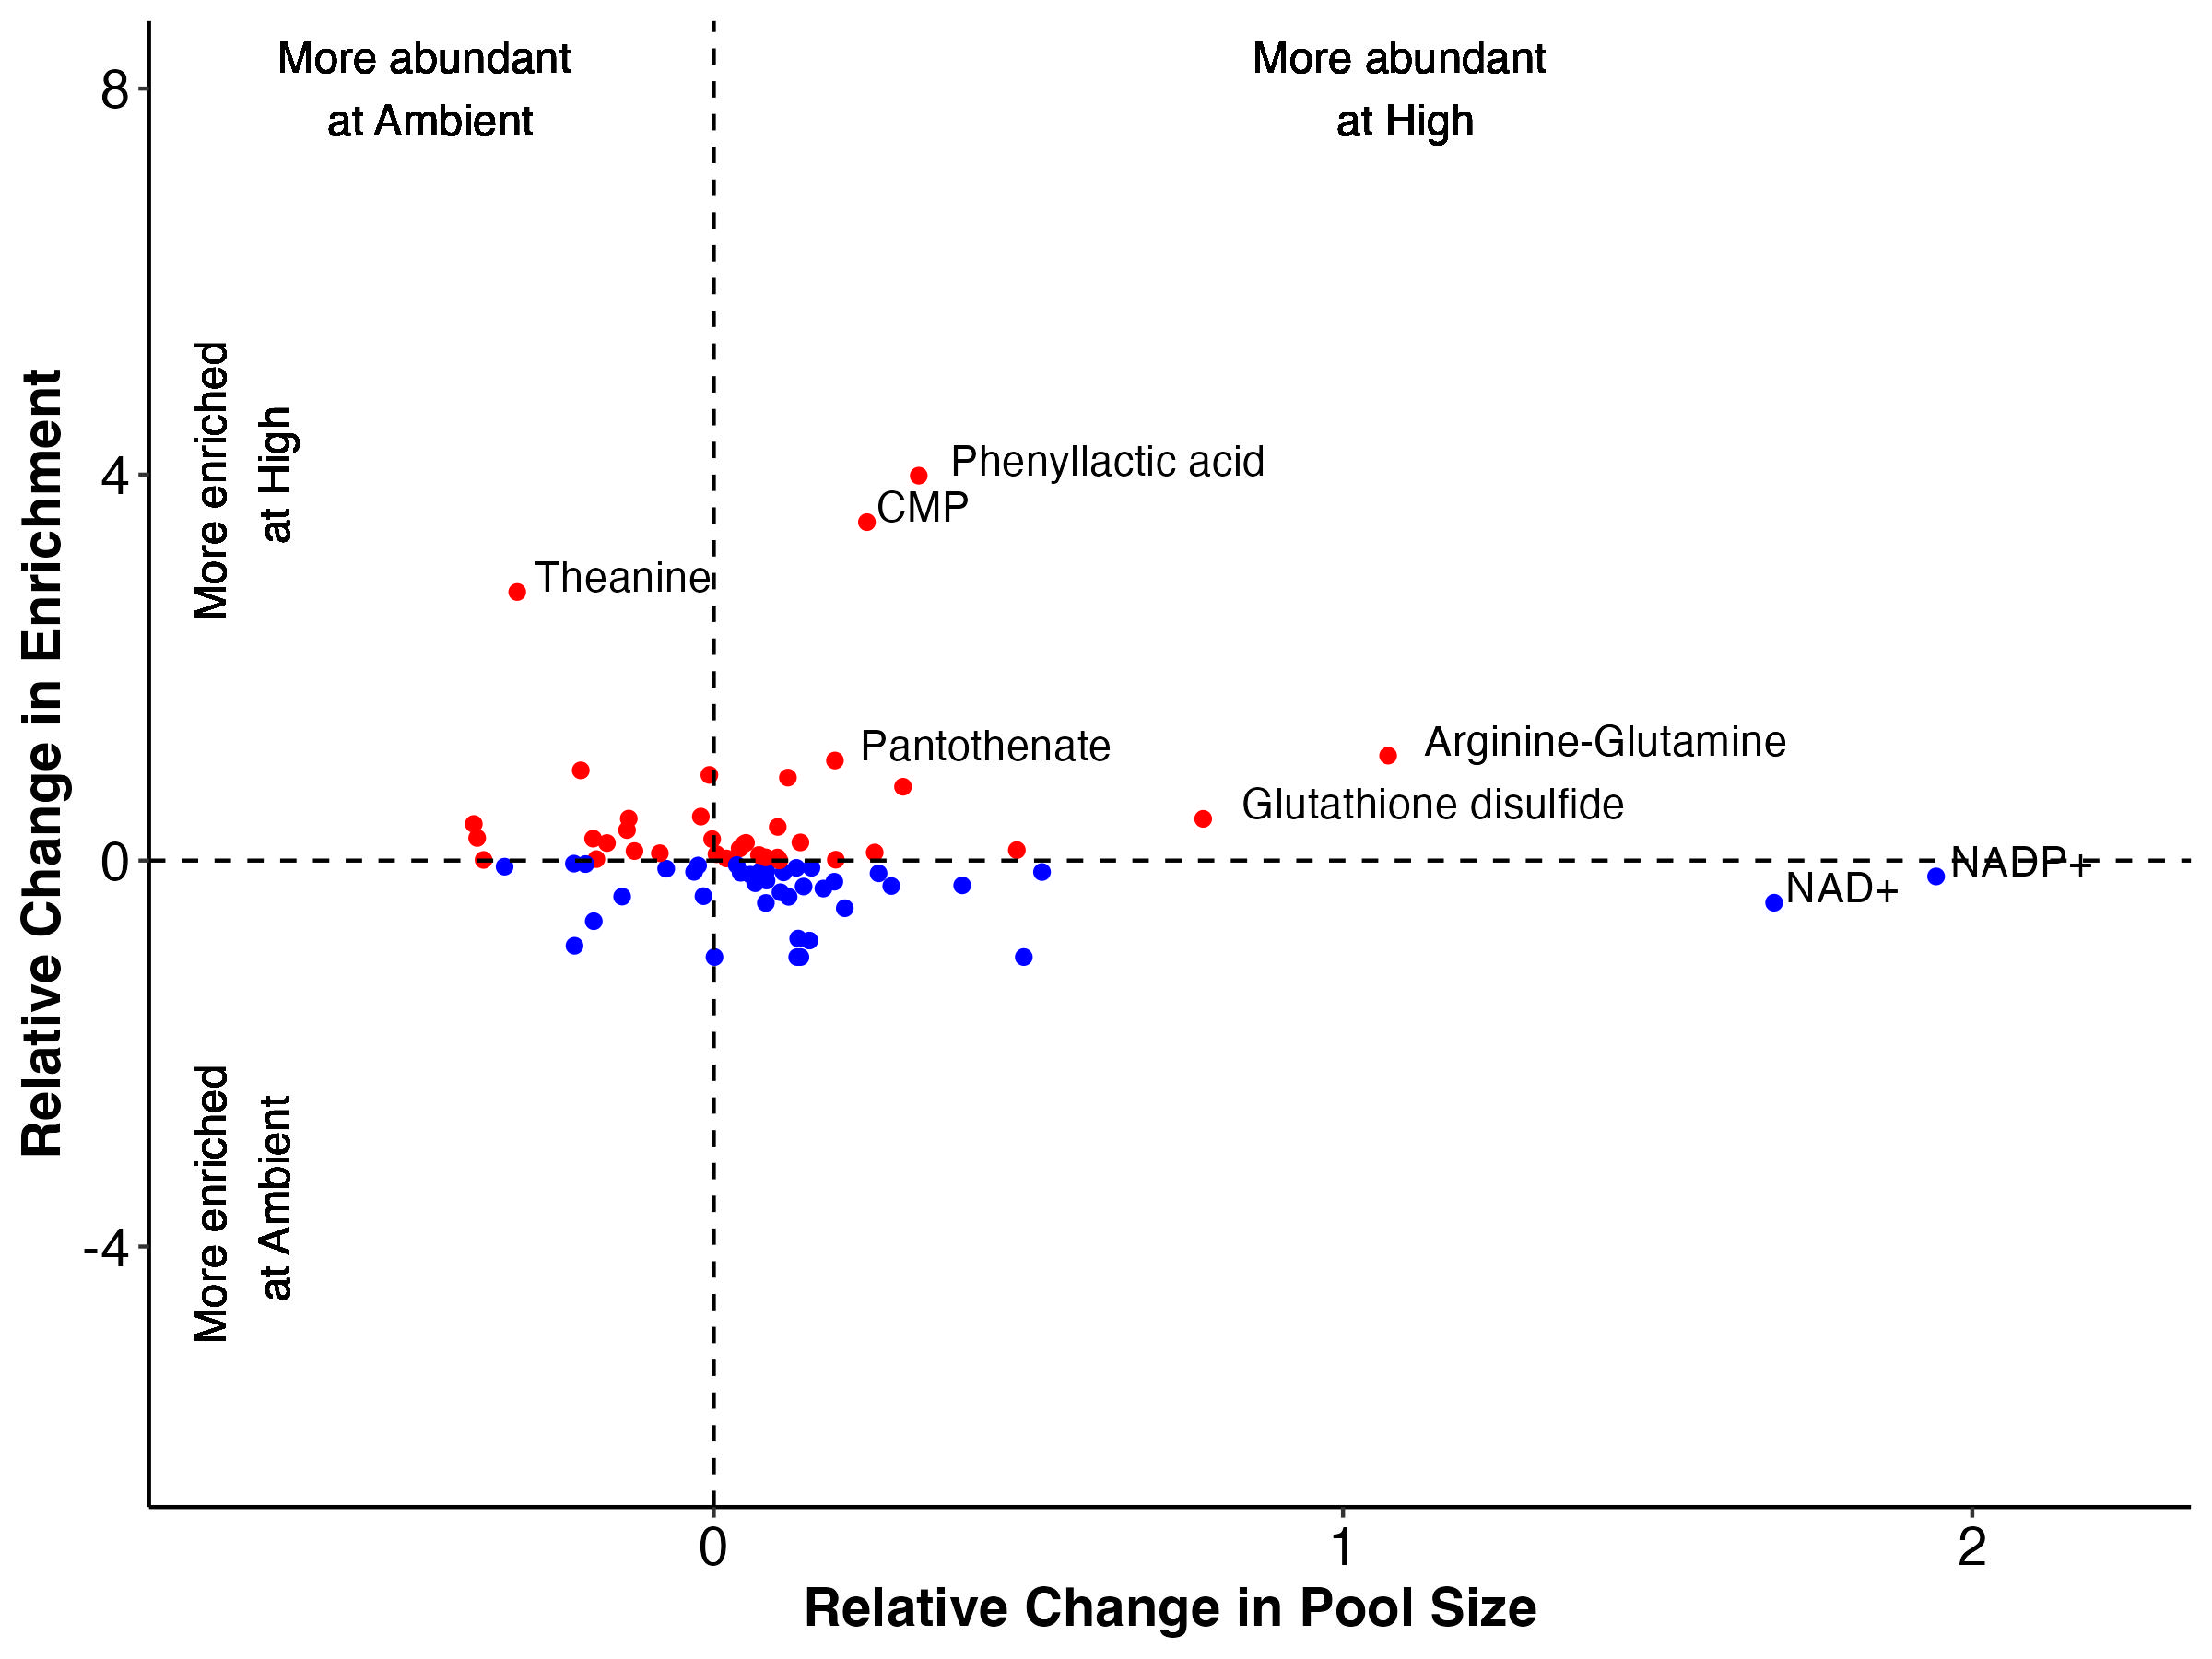 More abundant
at Ambient
More abundant
at High
8
4
0
-4
Relative Change in Enrichment
More enriched
at High
More enriched
at Ambient
Phenyllactic acid
CMP
Theanine
Pantothenate
Arginine-Glutamine
Glutathione disulfide
NADP+
NAD+
0
1
2
Relative Change in Pool Size